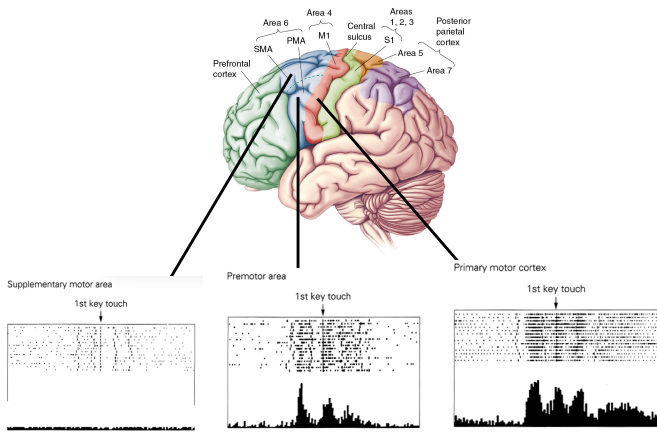 Area 6
Area 4
Areas
1, 2, 3
Posterior
parietal
cortex
SMA
PMA
M1
Central
sulcus
S1
Area 5
Area 7
Prefrontal
cortex
Supplementary motor area
1st key touch
Premotor area
1st key touch
Primary motor cortex
1st key touch